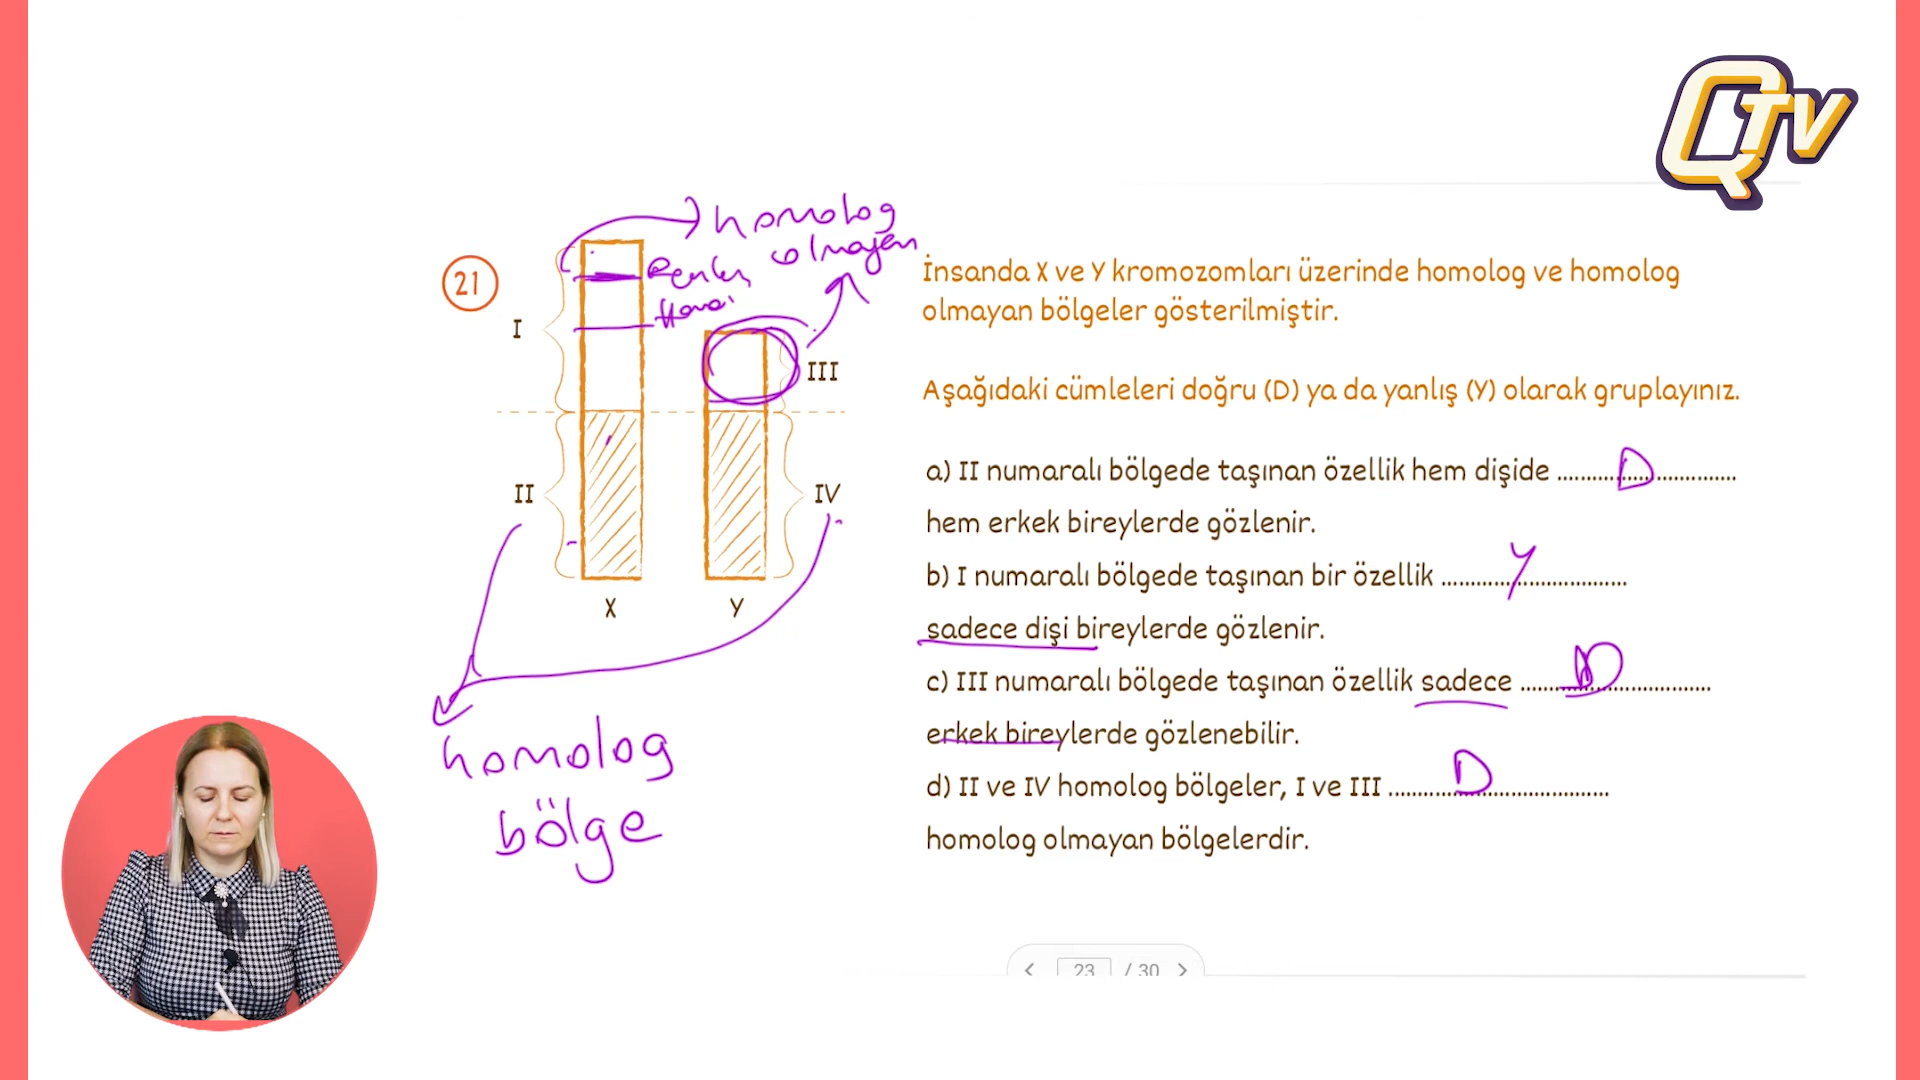 QTV
homolog
olmayan
Renk
Hemo
21
I
II
III
IV
X
Y
homolog
bölge
İnsanda X ve Y kromozomları üzerinde homolog ve homolog
olmayan bölgeler gösterilmiştir.
Aşağıdaki cümleleri doğru (D) ya da yanlış (Y) olarak gruplayınız.
a) II numaralı bölgede taşınan özellik hem dişide ........D........
hem erkek bireylerde gözlenir.
b) I numaralı bölgede taşınan bir özellik ........Y........
sadece dişi bireylerde gözlenir.
c) III numaralı bölgede taşınan özellik sadece ........D........
erkek bireylerde gözlenebilir.
d) II ve IV homolog bölgeler, I ve III ........D........
homolog olmayan bölgelerdir.
23 / 30